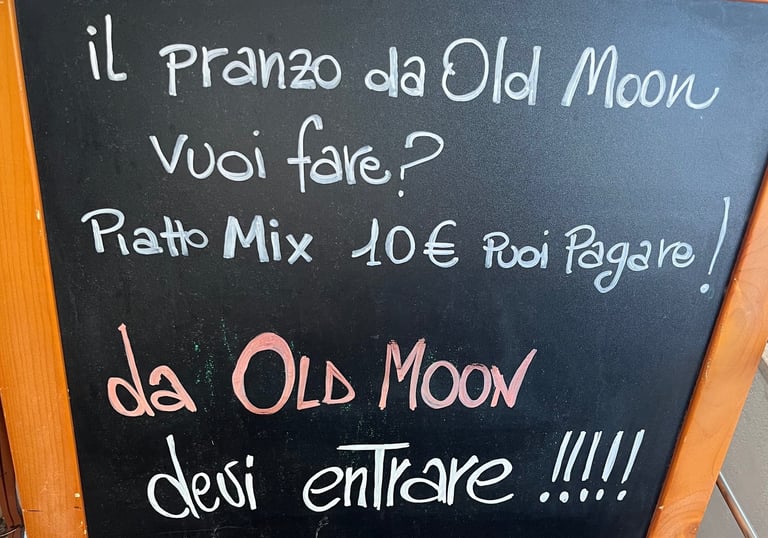 il pranzo da Old Moon
vuoi fare?
Piatto Mix 10€ Puoi Pagare!
da OLD MOON
devi enTrare !!!!!